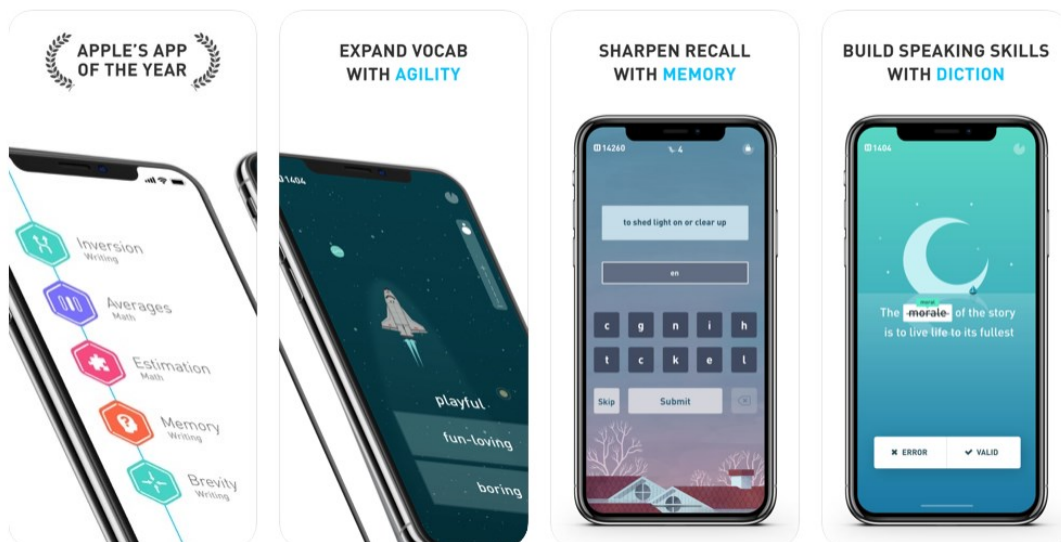 APPLE'S APP
OF THE YEAR
Inversion
Writing
Averages
Math
Estimation
Math
Memory
Writing
Brevity
Writing
EXPAND VOCAB
WITH AGILITY
1404
playful
fun-loving
boring
SHARPEN RECALL
WITH MEMORY
14260
4
to shed light on or clear up
en
c g n i h
t c k e l
Skip Submit
BUILD SPEAKING SKILLS
WITH DICTION
1404
moral
The morale of the story
is to live life to its fullest
ERROR VALID